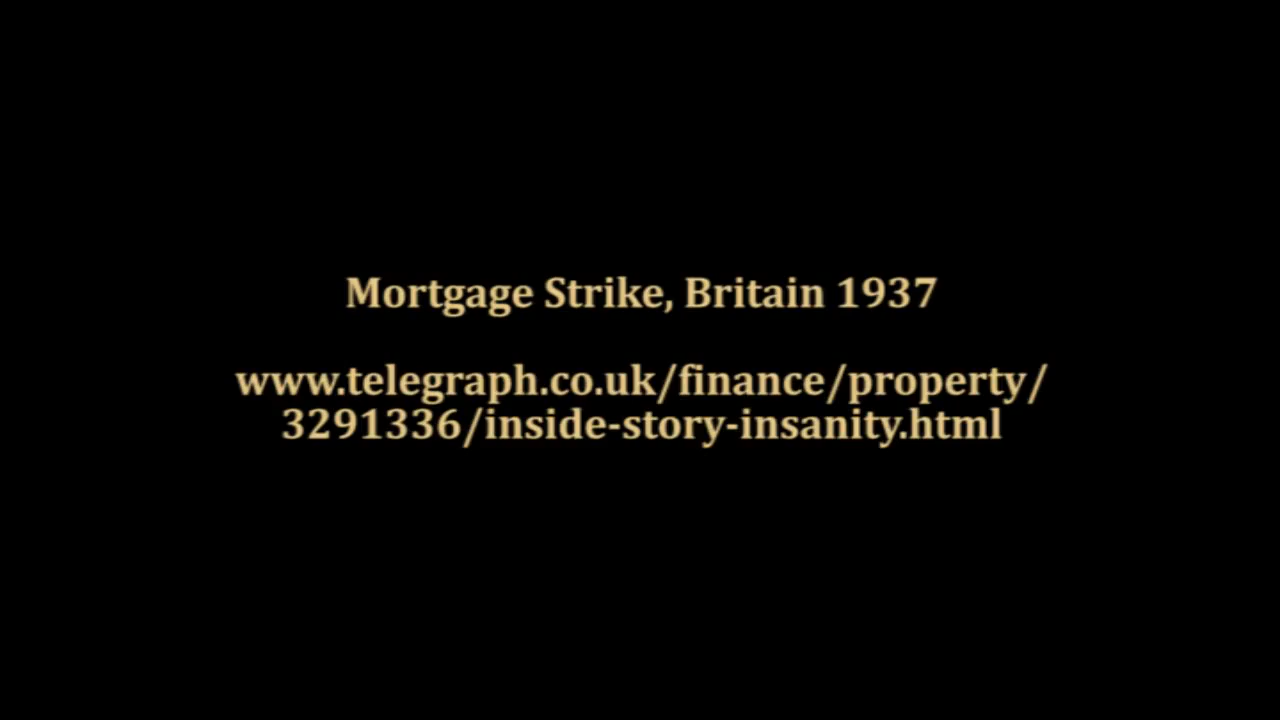 Mortgage Strike, Britain 1937
www.telegraph.co.uk/finance/property/
3291336/inside-story-insanity.html